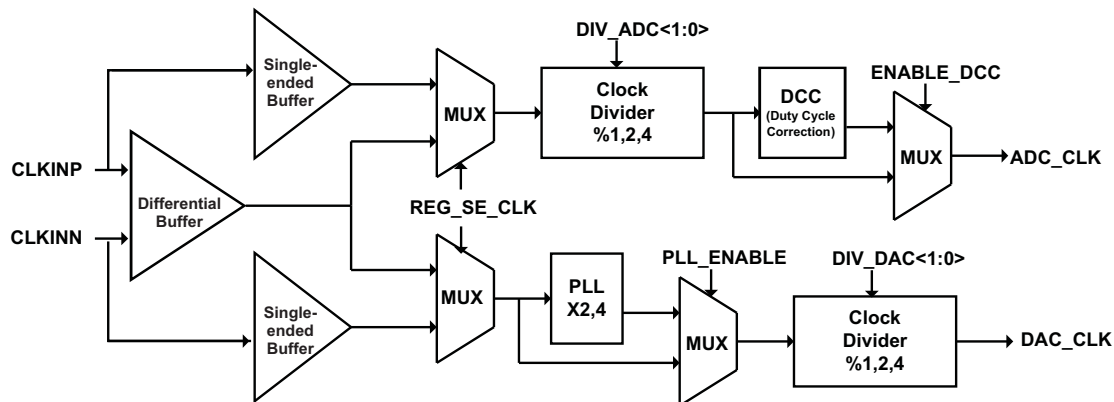 DIV_ADC<1:0>
Single-
ended
Buffer
MUX
Clock
Divider
%1,2,4
DCC
(Duty Cycle
Correction)
ENABLE_DCC
MUX
ADC_CLK
CLKINP
CLKINN
Differential
Buffer
REG_SE_CLK
Single-
ended
Buffer
MUX
PLL
X2,4
PLL_ENABLE
MUX
DIV_DAC<1:0>
Clock
Divider
%1,2,4
DAC_CLK